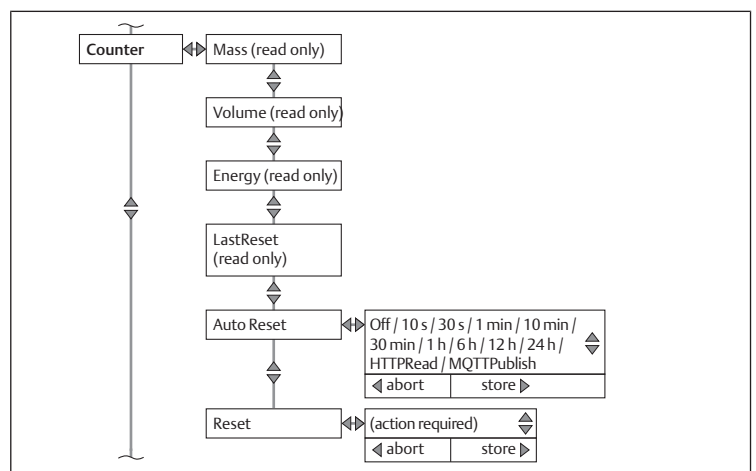 Counter
Mass (read only)
Volume (read only)
Energy (read only)
LastReset
(read only)
Auto Reset
Off / 10 s / 30 s / 1 min / 10 min /
30 min / 1 h / 6 h / 12 h / 24 h /
HTTPRead / MQTTPublish
abort store
Reset
(action required)
abort store